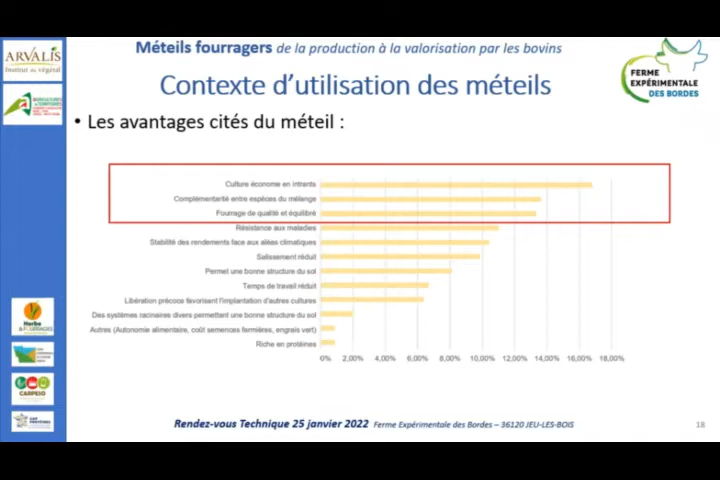 Méteils fourragers de la production à la valorisation par les bovins
ARVALIS
Institut du végétal
FERME
EXPÉRIMENTALE
DES BORDES
Contexte d'utilisation des méteils
• Les avantages cités du méteil :
Culture économe en intrants
Complémentarité entre espèces du mélange
Fourrage de qualité et équilibré
Résistance aux maladies
Stabilité des rendements face aux aléas climatiques
Salissement réduit
Permet une bonne structure du sol
Temps de travail réduit
Libération précoce favorisant l'implantation d'autres cultures
Des systèmes racinaires divers permettant une bonne structure du sol
Autres (Autonomie alimentaire, coût semences fermières, engrais vert)
Riche en protéines
0% 2,00% 4,00% 6,00% 8,00% 10,00% 12,00% 14,00% 16,00% 18,00%
Herbe
& FOURRAGES
CARPESO
Rendez-vous Technique 25 janvier 2022 Ferme Expérimentale des Bordes – 36120 JEU-LES-BOIS
18